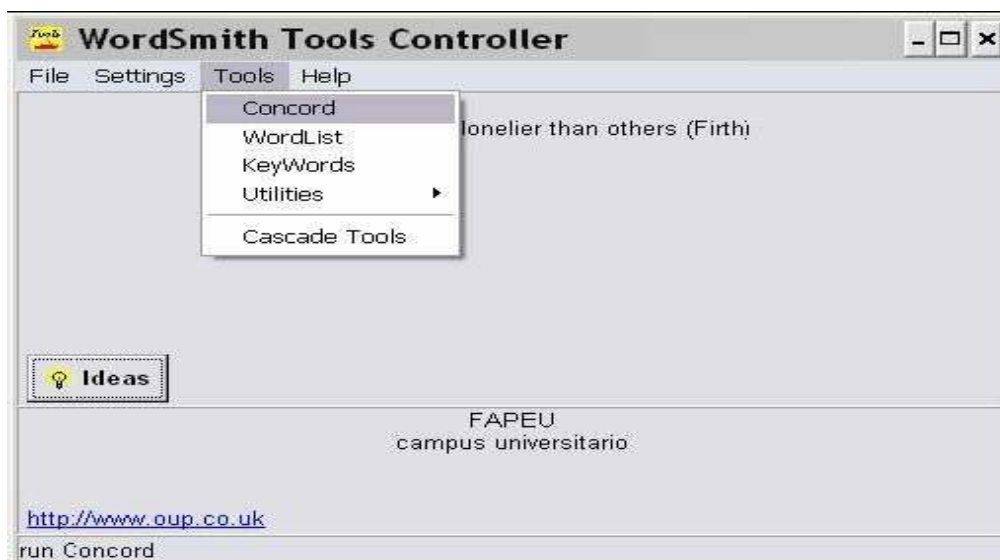 WordSmith Tools Controller
File Settings Tools Help
Concord
lonelier than others (Firth)
WordList
KeyWords
Utilities
Cascade Tools
Ideas
FAPEU
campus universitario
http://www.oup.co.uk
run Concord